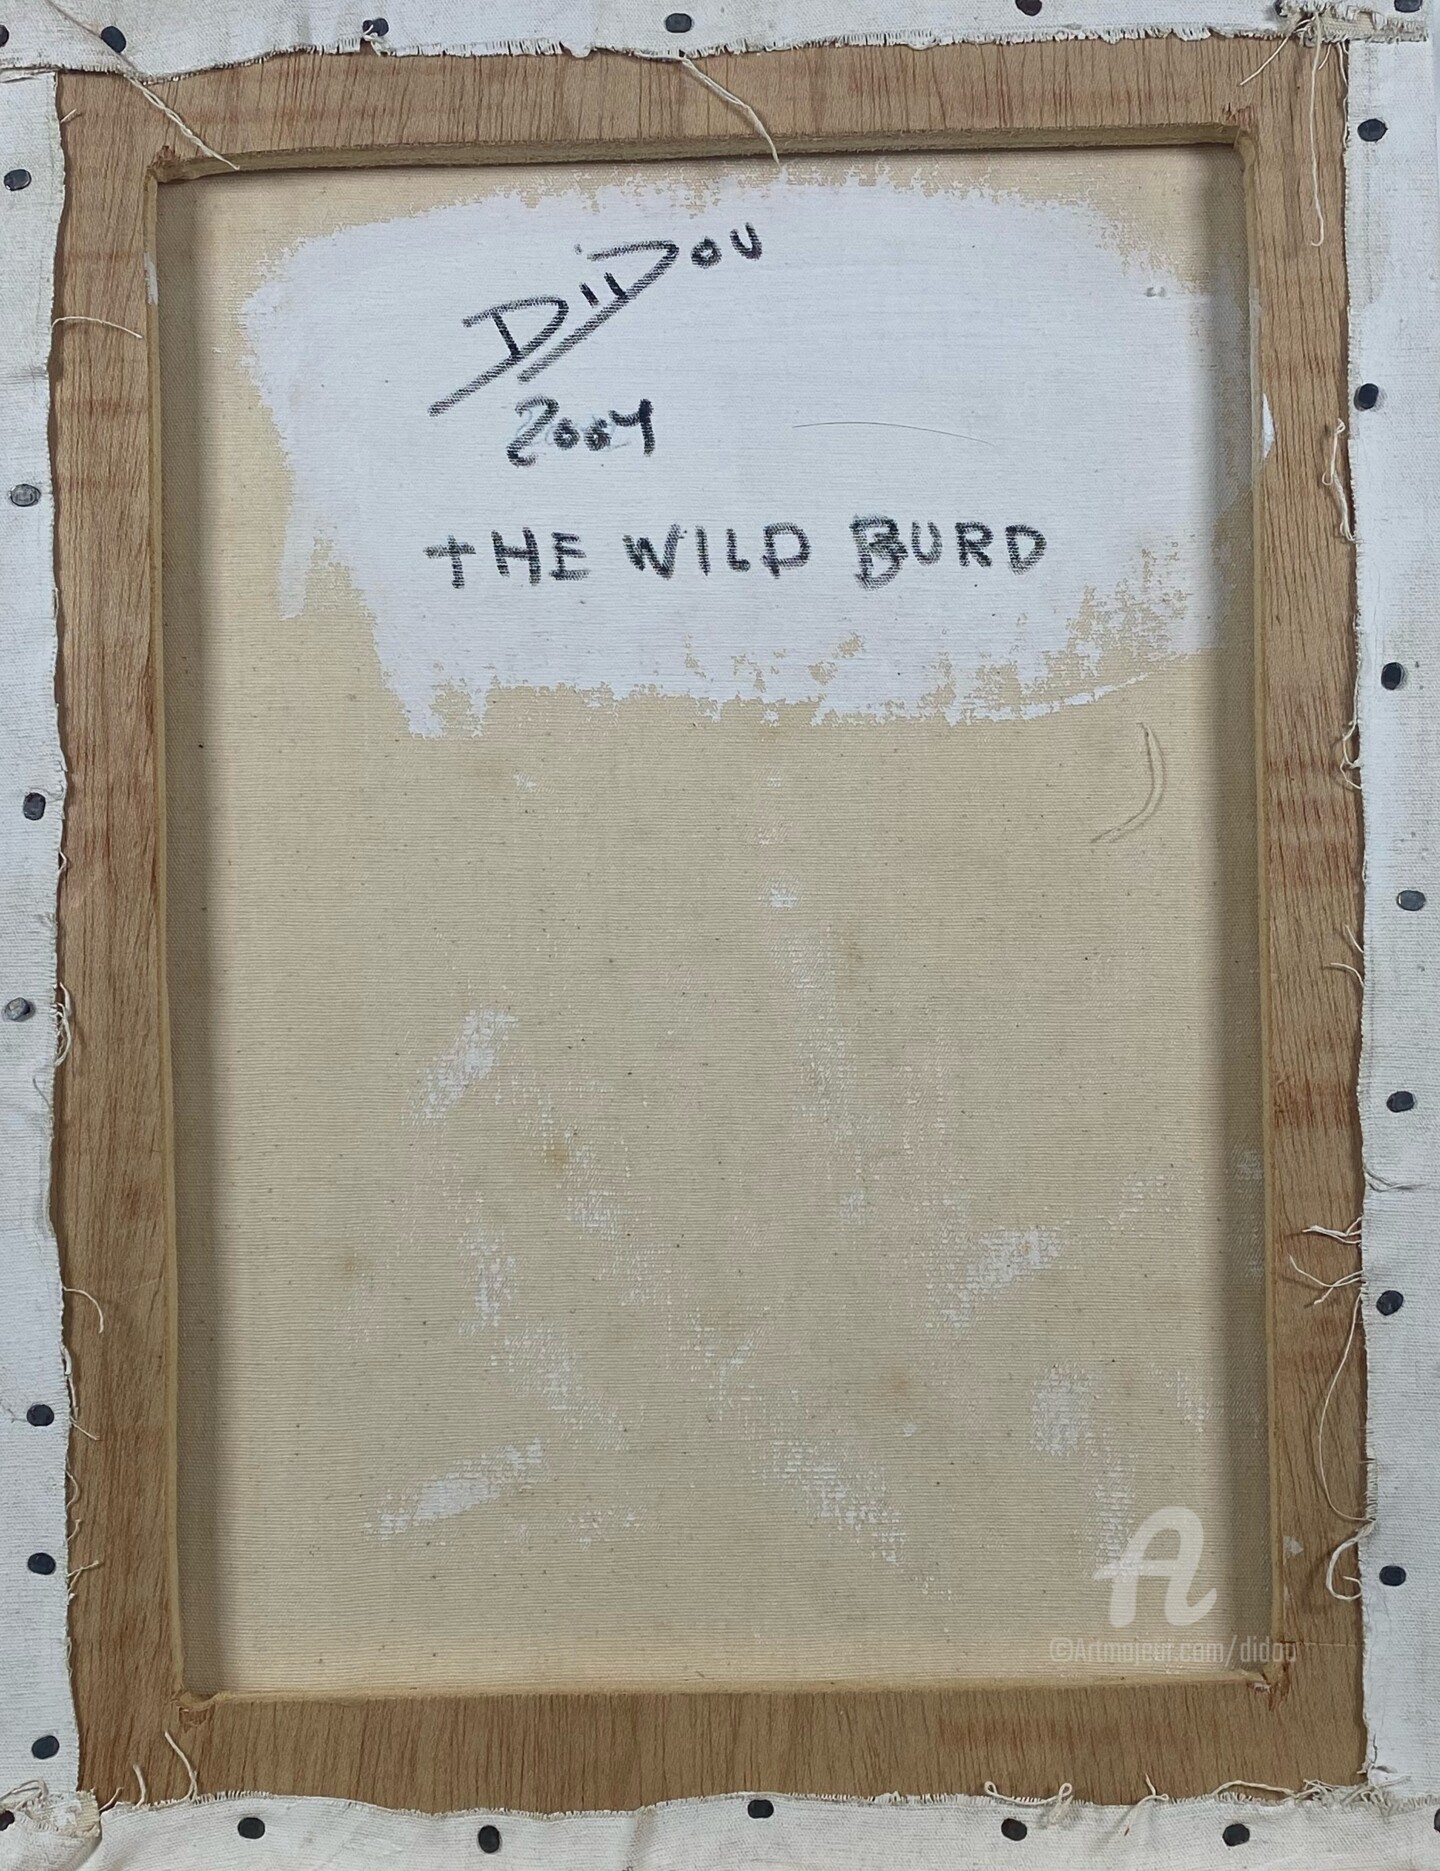 DiDou
2004
THE WILD BURD
A
©Artmajeur.com/didou